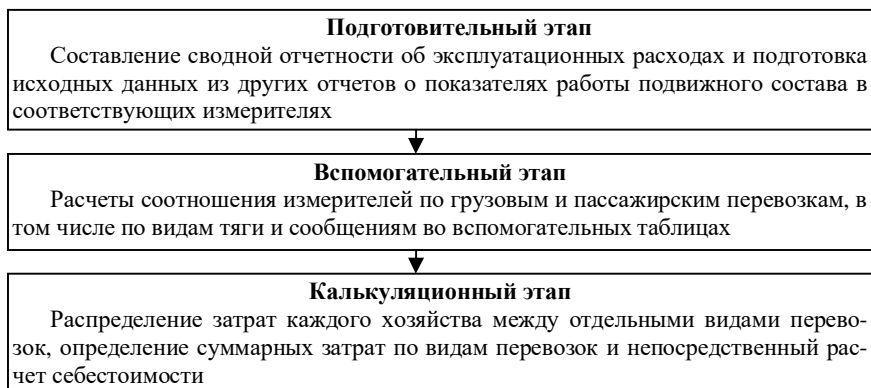 Подготовительный этап
Составление сводной отчетности об эксплуатационных расходах и подготовка
исходных данных из других отчетов о показателях работы подвижного состава в
соответствующих измерителях
Вспомогательный этап
Расчеты соотношения измерителей по грузовым и пассажирским перевозкам, в
том числе по видам тяги и сообщениям во вспомогательных таблицах
Калькуляционный этап
Распределение затрат каждого хозяйства между отдельными видами перево-
зок, определение суммарных затрат по видам перевозок и непосредственный рас-
чет себестоимости